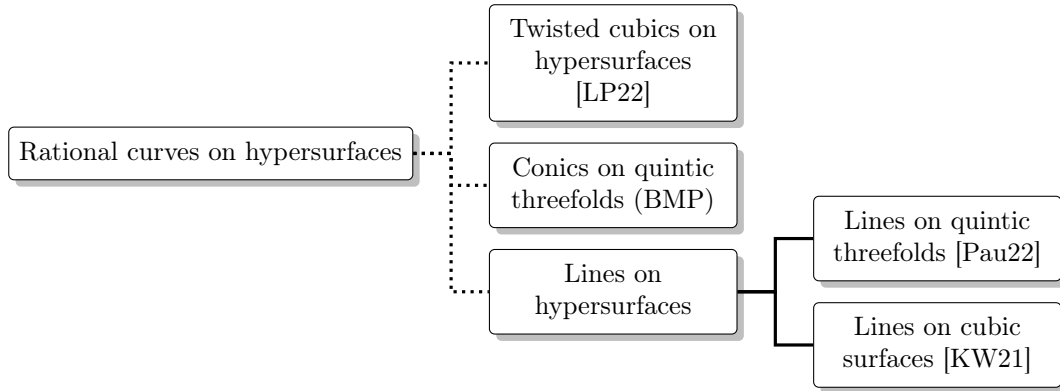 Twisted cubics on
hypersurfaces
[LP22]
Rational curves on hypersurfaces
Conics on quintic
threefolds (BMP)
Lines on
hypersurfaces
Lines on quintic
threefolds [Pau22]
Lines on cubic
surfaces [KW21]